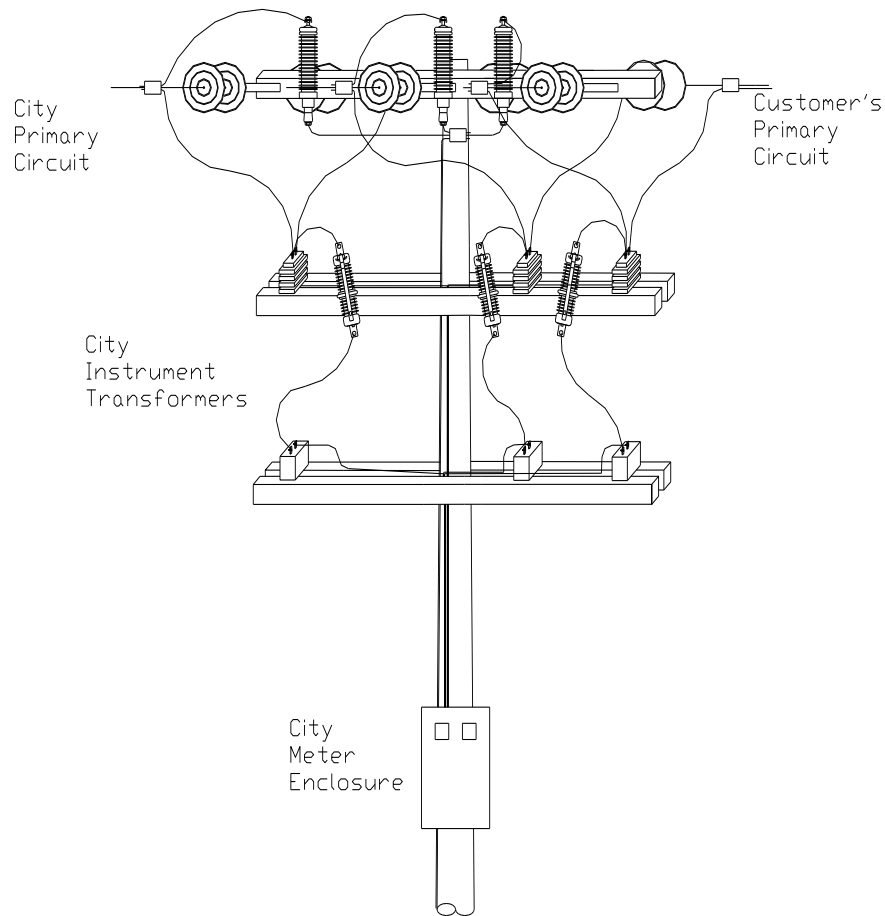 City
Primary
Circuit
Customer's
Primary
Circuit
City
Instrument
Transformers
City
Meter
Enclosure